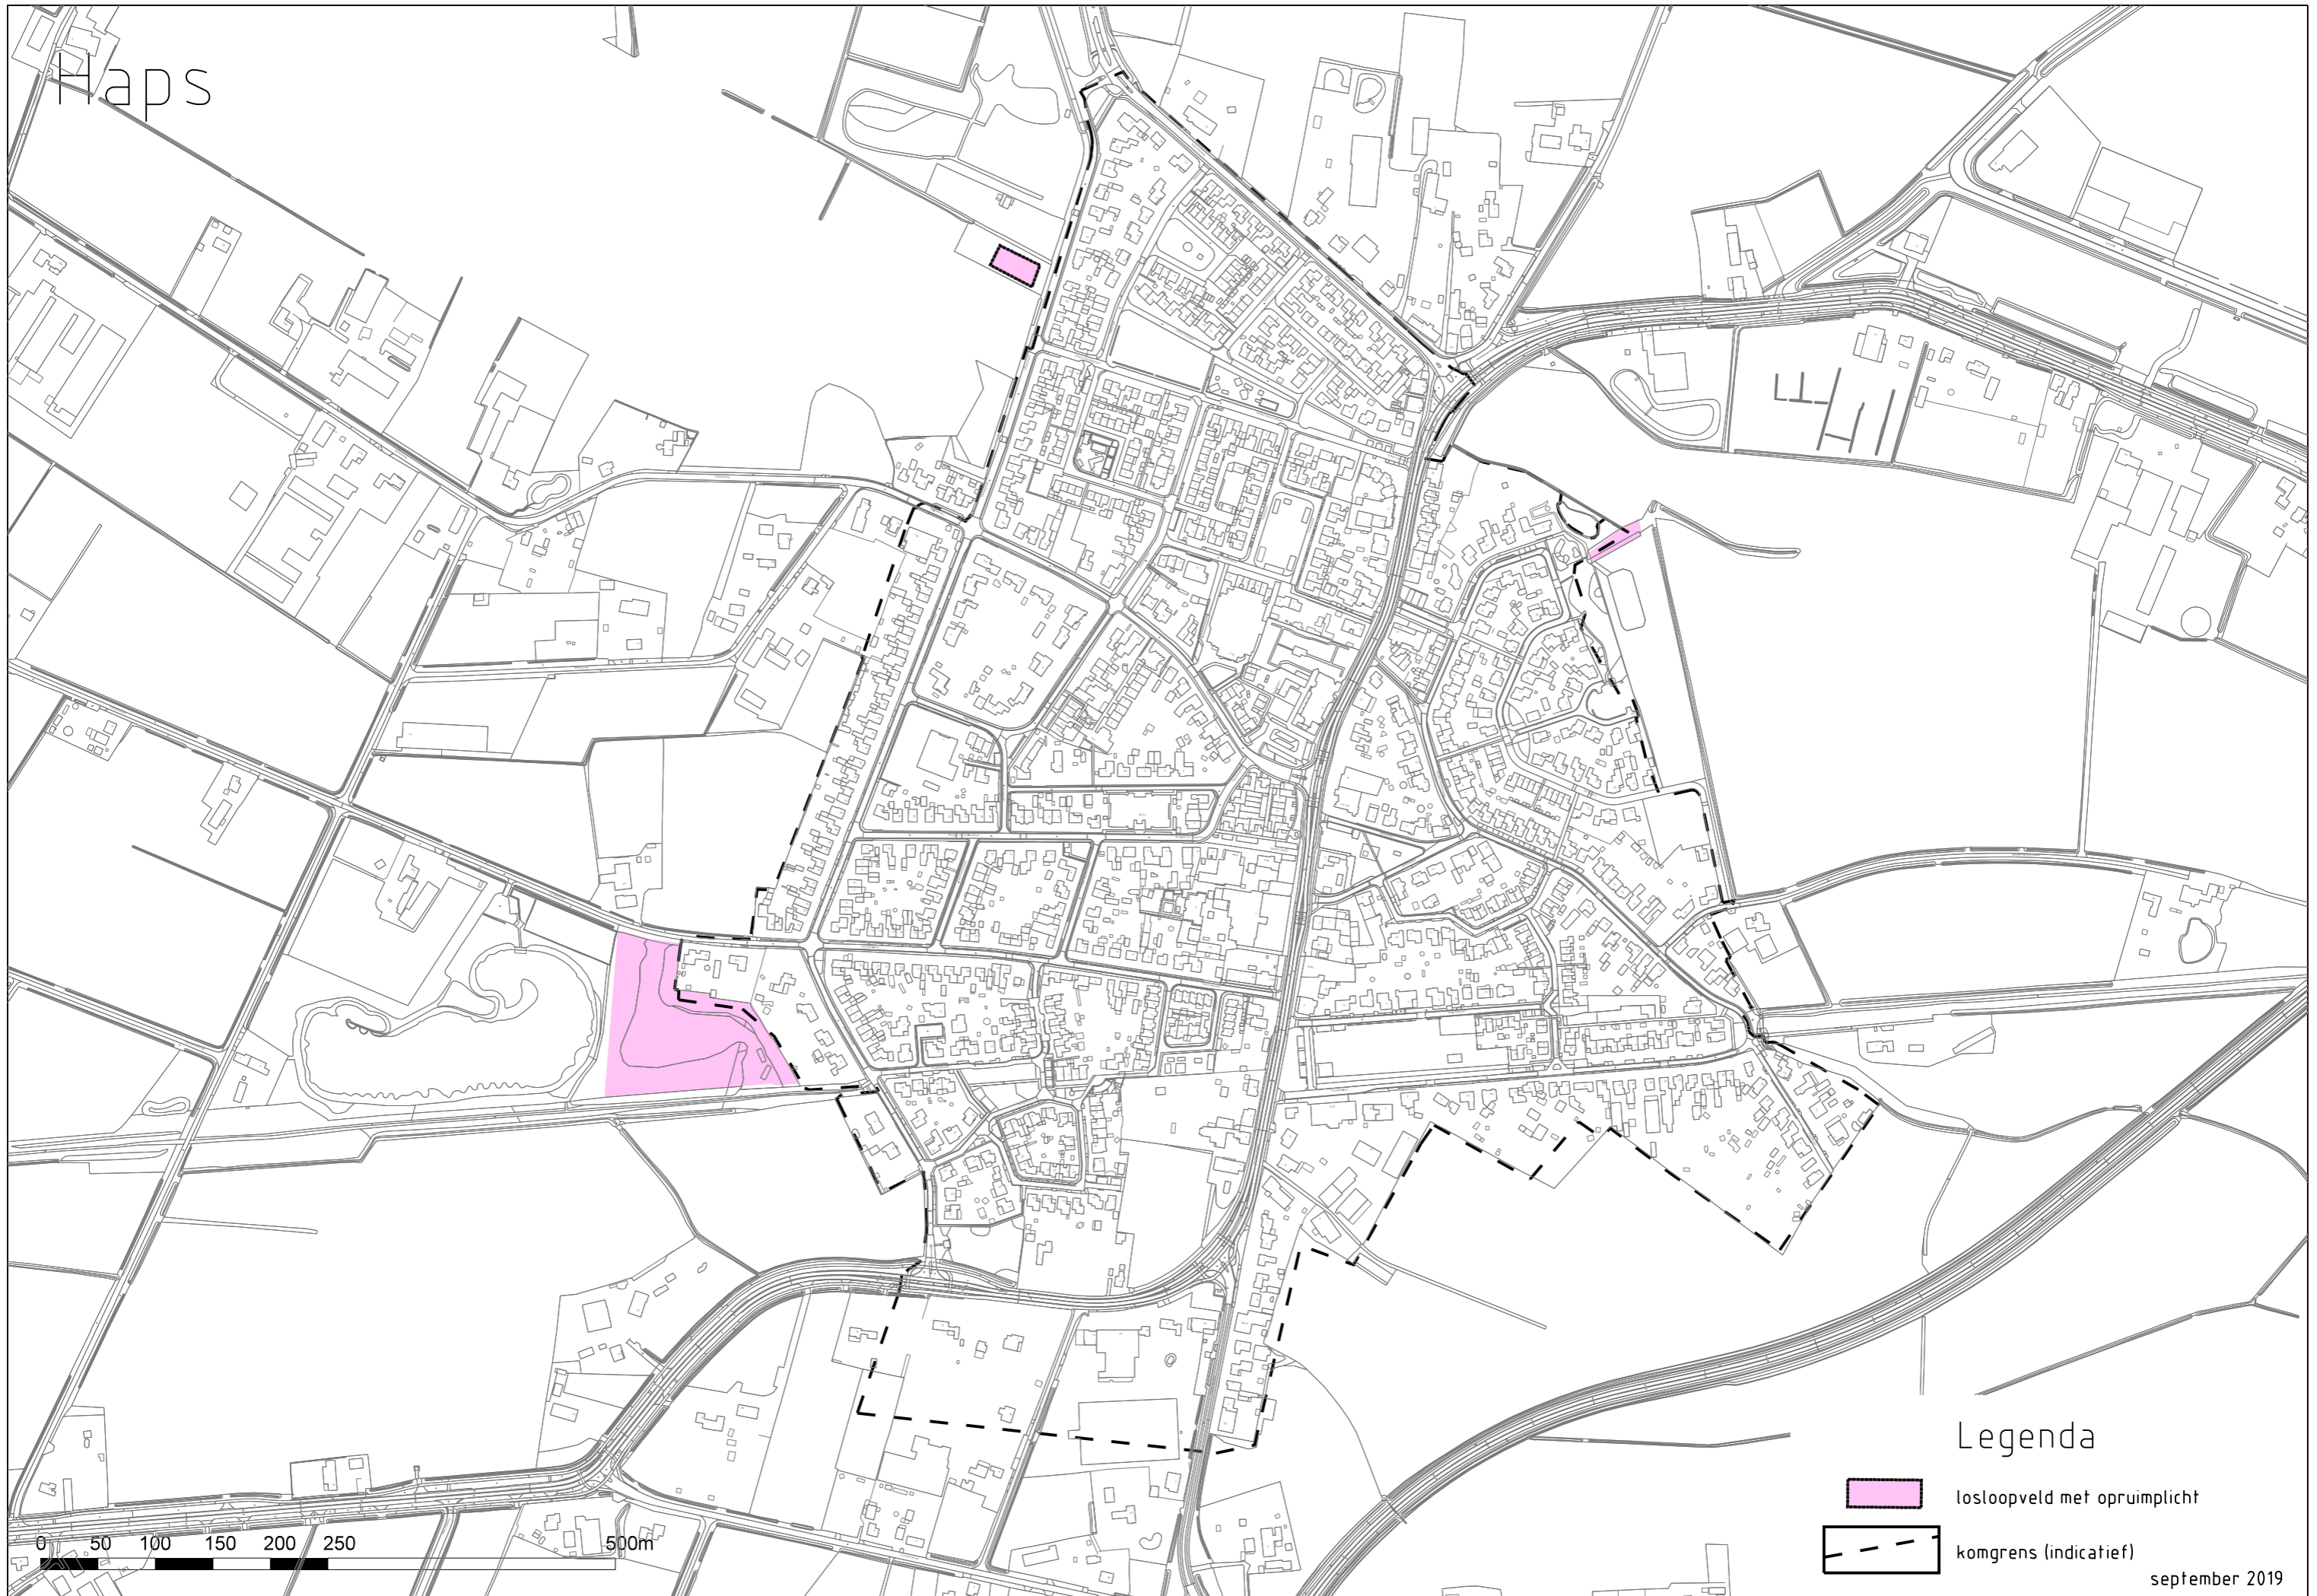 Haps
Legenda
losloopveld met opruimplicht
komgrens (indicatief)
september 2019
0 50 100 150 200 250 500m